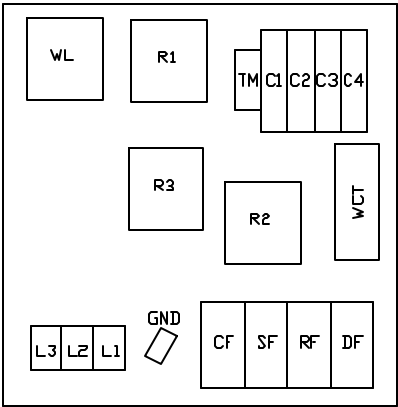 WL
R1
TM C1 C2 C3 C4
R3
WCT
R2
GND
L3 L2 L1
CF SF RF DF